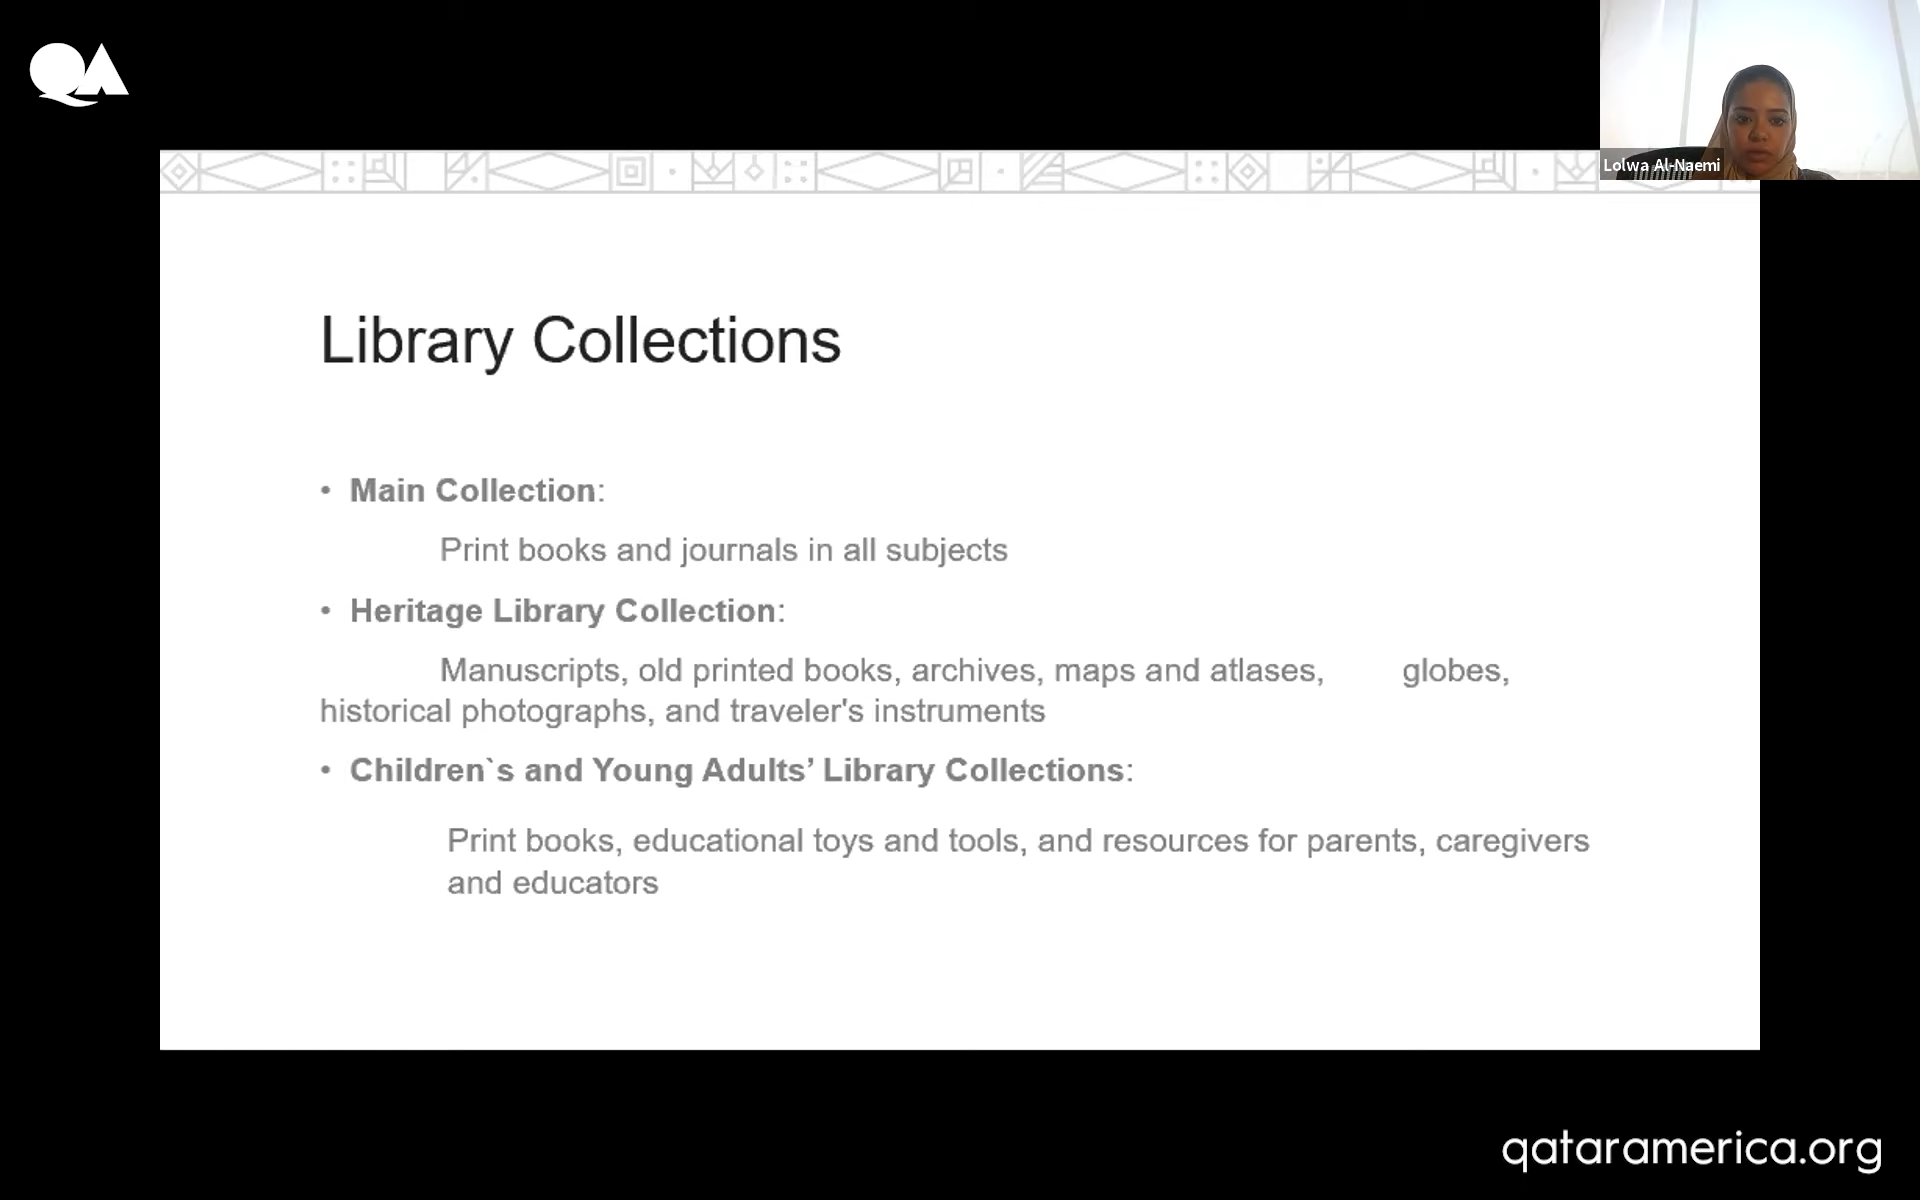 QA
Lolwa Al-Naemi
Library Collections
• Main Collection:
Print books and journals in all subjects
• Heritage Library Collection:
Manuscripts, old printed books, archives, maps and atlases, globes,
historical photographs, and traveler's instruments
• Children`s and Young Adults’ Library Collections:
Print books, educational toys and tools, and resources for parents, caregivers
and educators
qataramerica.org